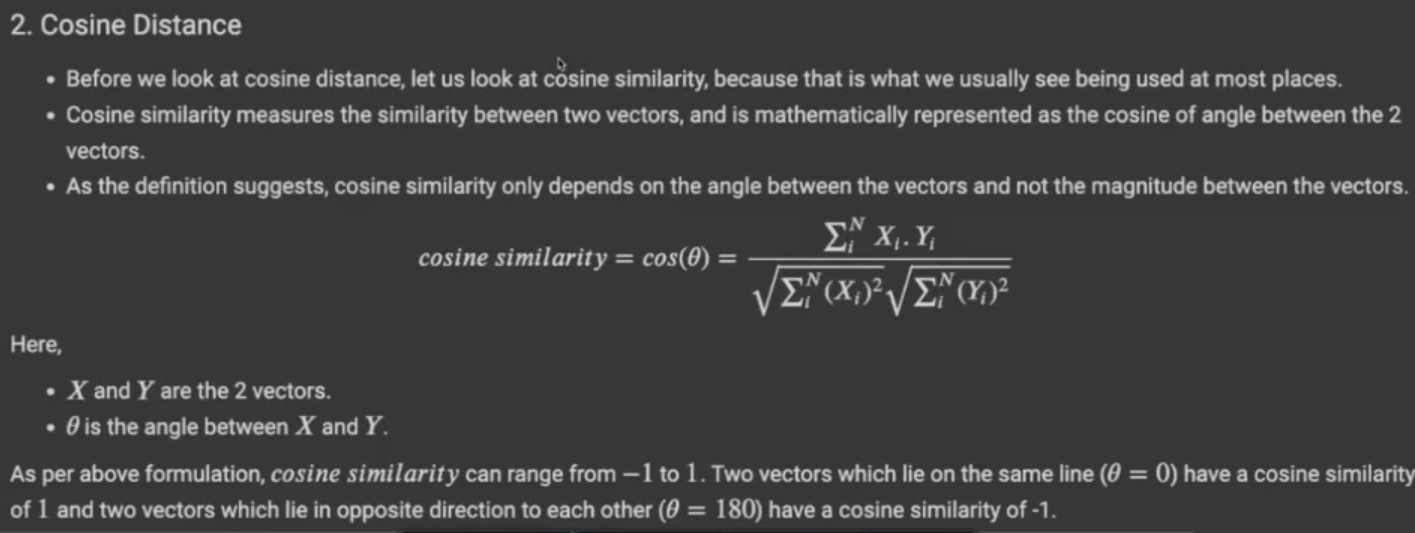 2. Cosine Distance
• Before we look at cosine distance, let us look at cosine similarity, because that is what we usually see being used at most places.
• Cosine similarity measures the similarity between two vectors, and is mathematically represented as the cosine of angle between the 2
vectors.
• As the definition suggests, cosine similarity only depends on the angle between the vectors and not the magnitude between the vectors.
cosine similarity = cos(θ) = \frac{\sum_i^N X_i . Y_i}{\sqrt{\sum_i^N (X_i)^2} \sqrt{\sum_i^N (Y_i)^2}}
Here,
• X and Y are the 2 vectors.
• θ is the angle between X and Y.
As per above formulation, cosine similarity can range from −1 to 1. Two vectors which lie on the same line (θ = 0) have a cosine similarity
of 1 and two vectors which lie in opposite direction to each other (θ = 180) have a cosine similarity of -1.